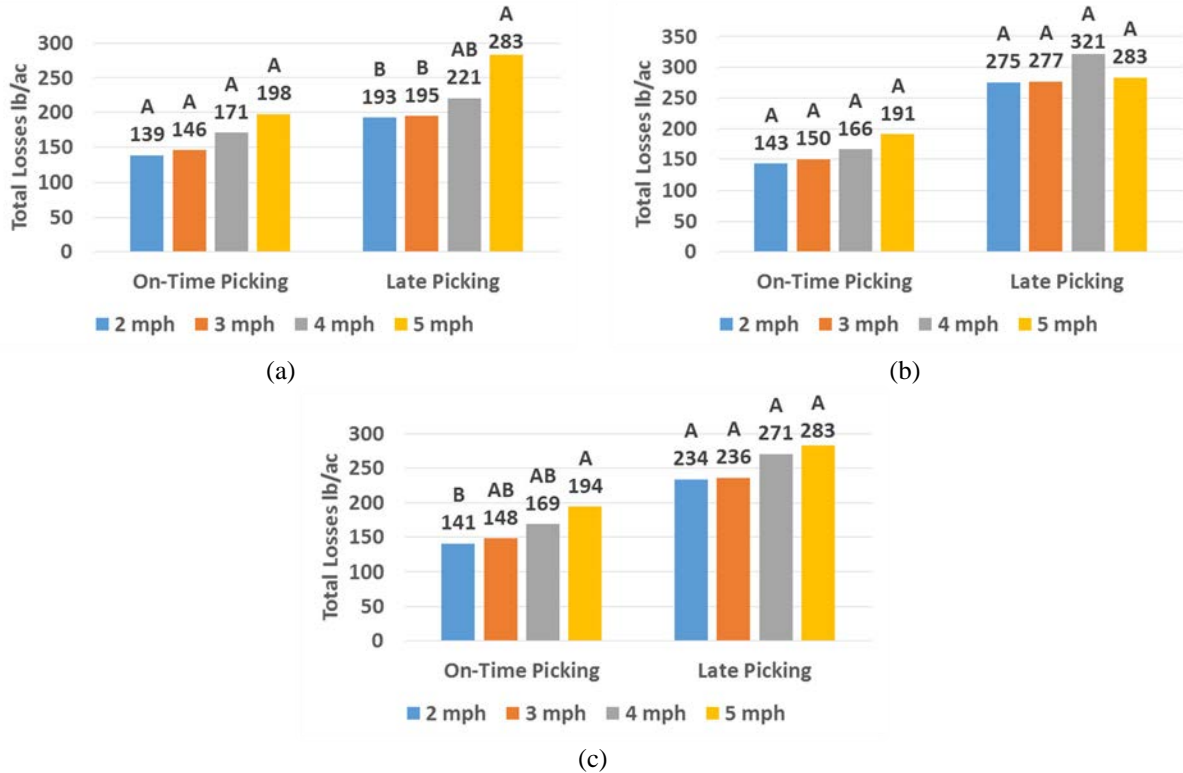 A
A 283
AB
A 221
A B B
A A 198 193 195
139 146 171
Total Losses lb/ac
300
250
200
150
100
50
0
On-Time Picking Late Picking
2 mph 3 mph 4 mph 5 mph
(a)
A
A A 321 A
275 277 283
A
A A A 191
143 150 166
Total Losses lb/ac
350
300
250
200
150
100
50
0
On-Time Picking Late Picking
2 mph 3 mph 4 mph 5 mph
(b)
A A
A A 271 283
234 236
A
AB AB 194
B 148 169
141
Total Losses lb/ac
300
250
200
150
100
50
0
On-Time Picking Late Picking
2 mph 3 mph 4 mph 5 mph
(c)